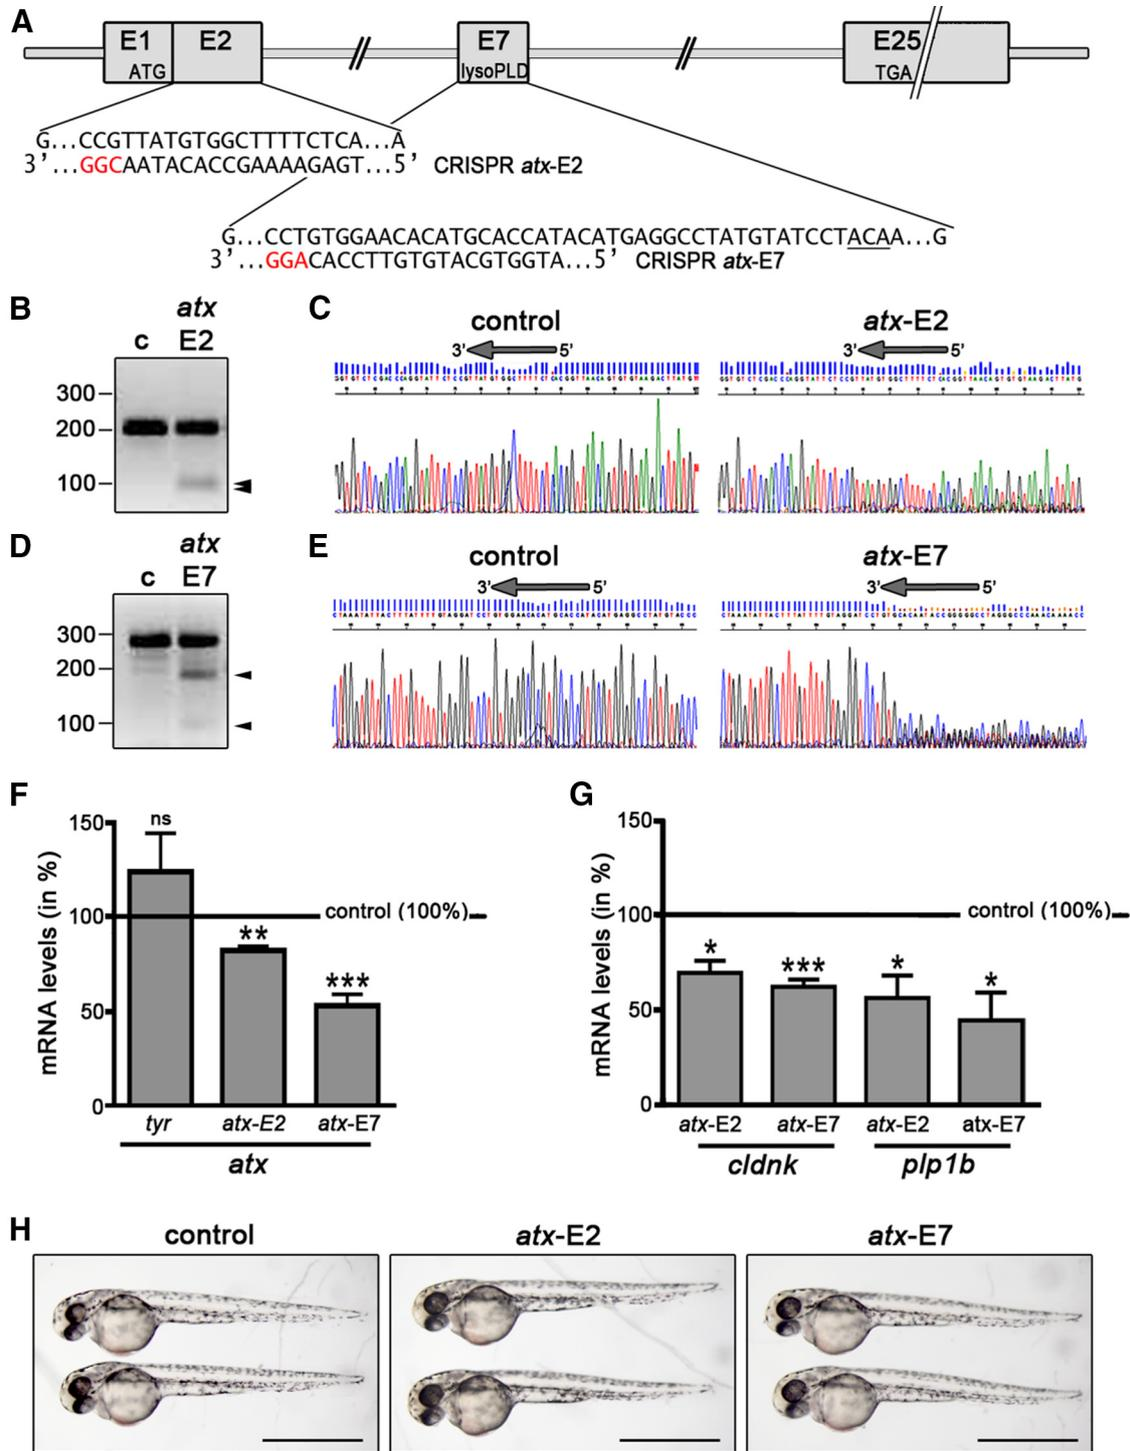 A
E1
E2
E7
E25
ATG
lysoPLD
TGA
G...CCGTTATGTGGCTTTTCTCA...A
3’...GGCAATACACCGAAAAGAGT...5’ CRISPR atx-E2
G...CCTGTGGAACACATGCACCATACATGAGGCCTATGTATCCTACAA...G
3’...GGACACCTTGTGTACGTGGTA...5’ CRISPR atx-E7
B
atx
c E2
300
200
100
C
control
3’ 5’
atx-E2
3’ 5’
D
atx
c E7
300
200
100
E
control
3’ 5’
atx-E7
3’ 5’
F
mRNA levels (in %)
150
100
50
0
ns
**
***
control (100%)
tyr atx-E2 atx-E7
atx
G
mRNA levels (in %)
150
100
50
0
* *** * *
control (100%)
atx-E2 atx-E7 atx-E2 atx-E7
cldnk plp1b
H
control atx-E2 atx-E7